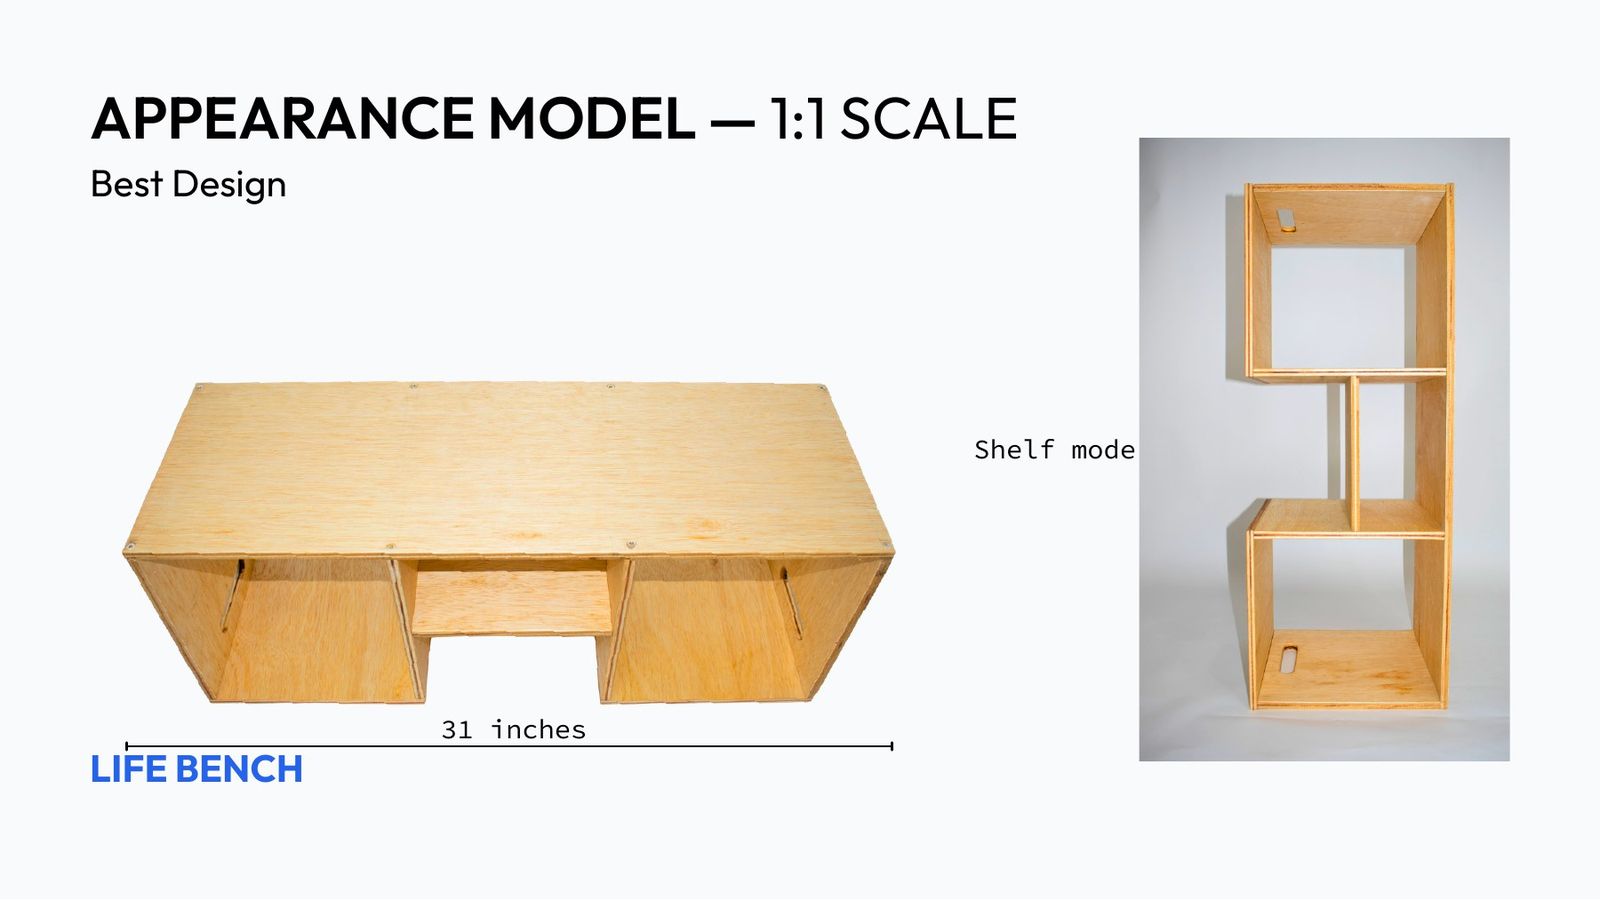 APPEARANCE MODEL — 1:1 SCALE
Best Design
Shelf mode
31 inches
LIFE BENCH